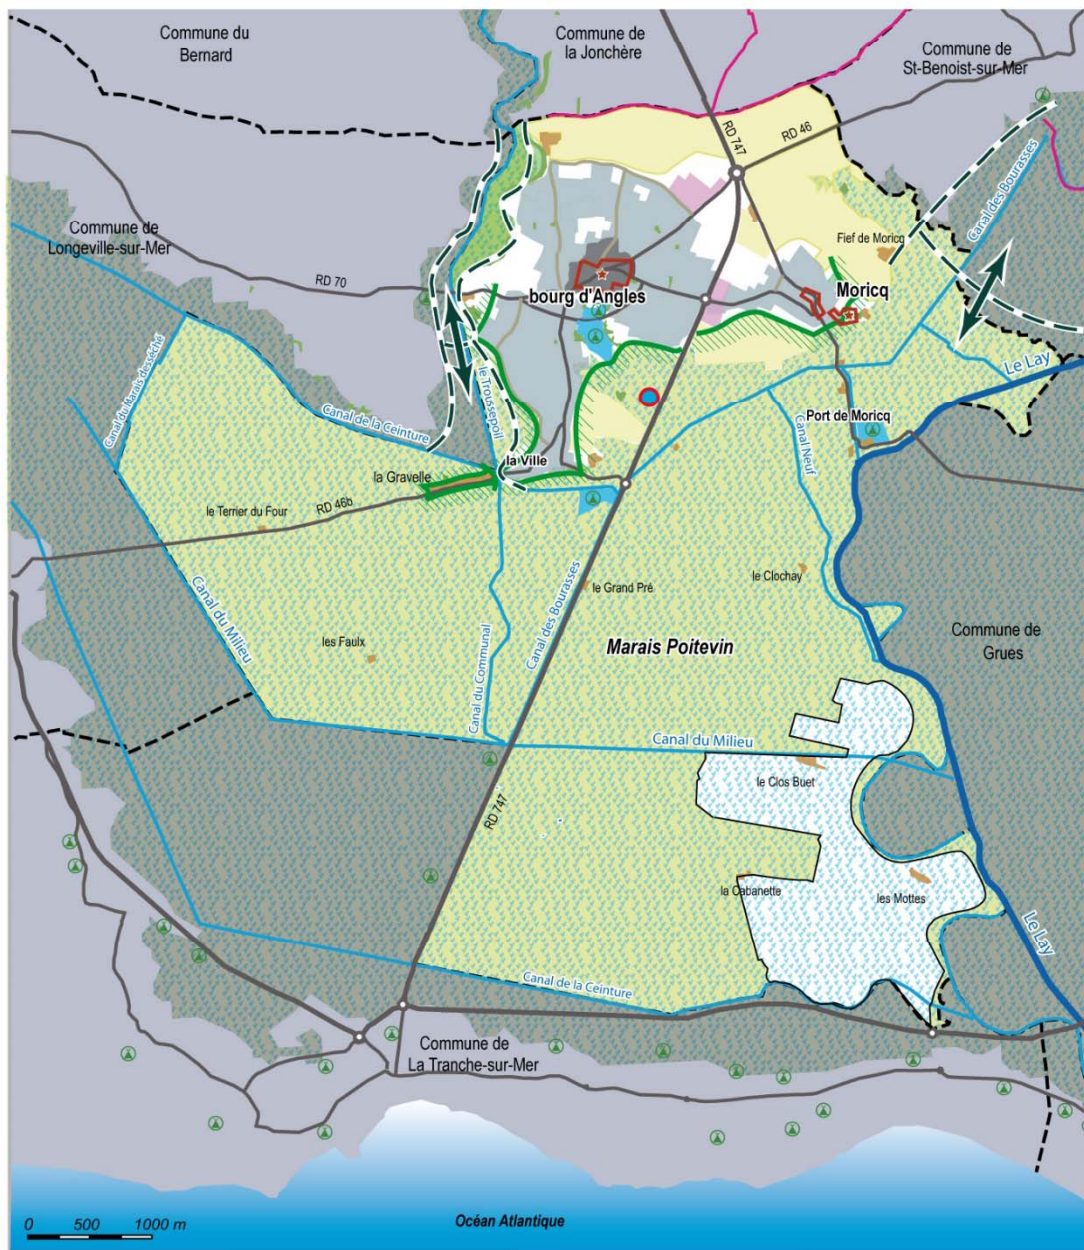 Commune du
Bernard
Commune de
la Jonchère
Commune de
St-Benoist-sur-Mer
RD 747
RD 46
Canal des Bourasses
Commune de
Longeville-sur-Mer
Fief de Moricq
RD 70
bourg d'Angles
Moricq
Canal du Marais desséché
le Troussepoil
Le Lay
Canal de la Ceinture
Port de Moricq
Canal Neuf
la Ville
la Gravelle
RD 46b
le Terrier du Four
le Grand Pré
le Clochay
Canal des Bourasses
Canal du Milieu
les Faulx
Marais Poitevin
Commune de
Grues
Canal du Communal
Canal du Milieu
le Clos Buet
RD 747
la Cabanette
les Mottes
Le Lay
Canal de la Ceinture
Commune de
La Tranche-sur-Mer
0 500 1000 m
Océan Atlantique